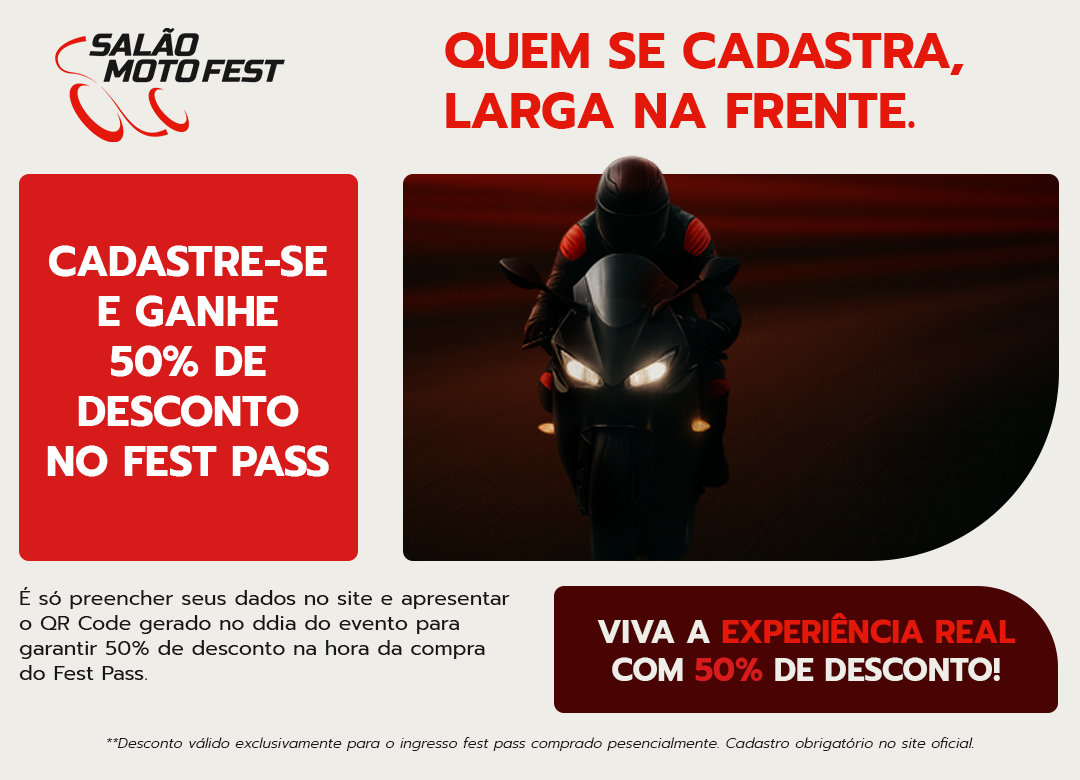 SALÃO
MOTO FEST
QUEM SE CADASTRA,
LARGA NA FRENTE.
CADASTRE-SE
E GANHE
50% DE
DESCONTO
NO FEST PASS
É só preencher seus dados no site e apresentar
o QR Code gerado no ddia do evento para
garantir 50% de desconto na hora da compra
do Fest Pass.
VIVA A EXPERIÊNCIA REAL
COM 50% DE DESCONTO!
**Desconto válido exclusivamente para o ingresso fest pass comprado pesencialmente. Cadastro obrigatório no site oficial.